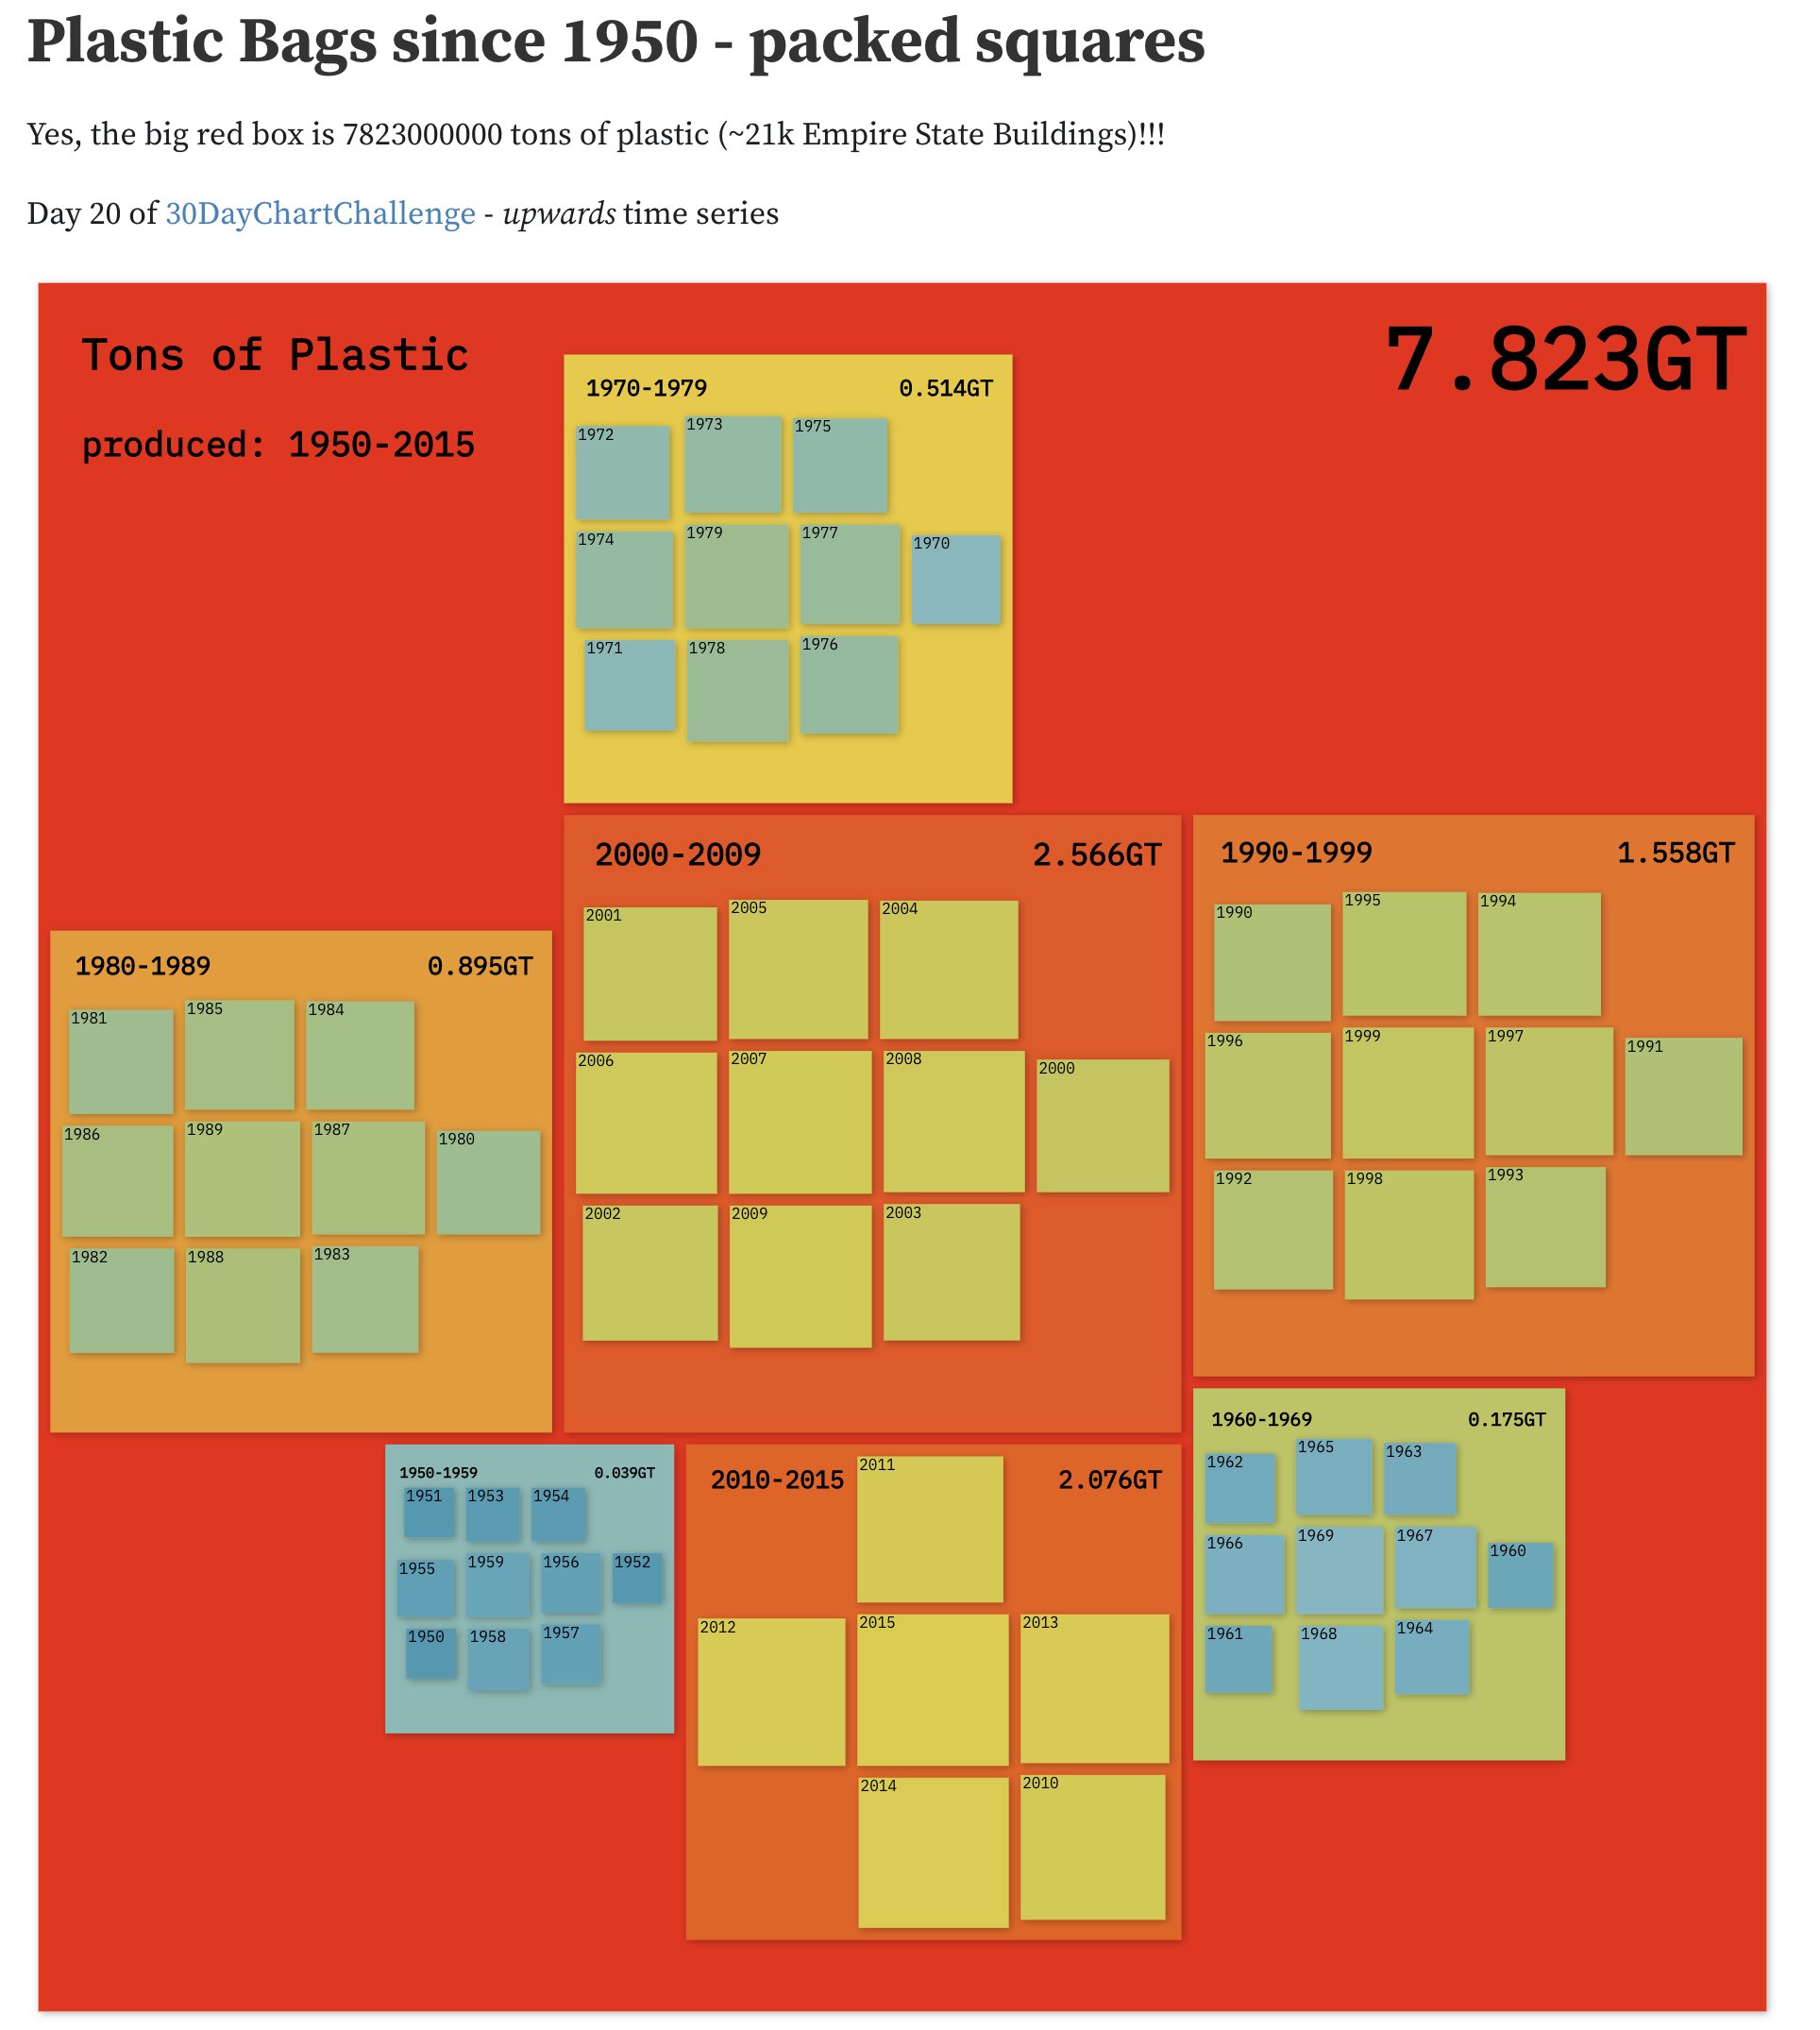 Plastic Bags since 1950 - packed squares
Yes, the big red box is 7823000000 tons of plastic (~21k Empire State Buildings)!!!
Day 20 of 30DayChartChallenge - upwards time series
Tons of Plastic
7.823GT
produced: 1950-2015
1970-1979 0.514GT
1972 1973 1975
1974 1979 1977 1970
1971 1978 1976
2000-2009 2.566GT
2001 2005 2004
2006 2007 2008 2000
2002 2009 2003
1990-1999 1.558GT
1990 1995 1994
1996 1999 1997 1991
1992 1998 1993
1980-1989 0.895GT
1981 1985 1984
1986 1989 1987 1980
1982 1988 1983
1950-1959 0.039GT
1951 1953 1954
1955 1959 1956 1952
1950 1958 1957
2010-2015 2.076GT
2011
2012 2015 2013
2014 2010
1960-1969 0.175GT
1962 1965 1963
1966 1969 1967 1960
1961 1968 1964